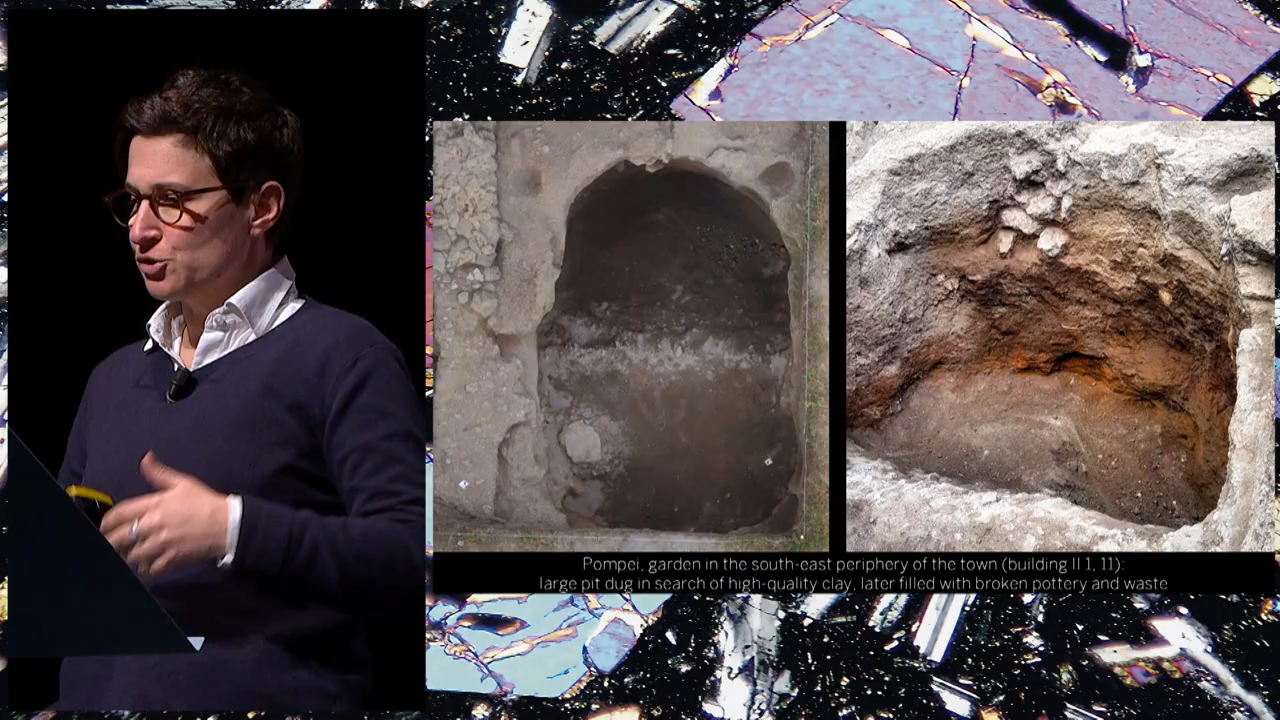 Pompei, garden in the south-east periphery of the town (building II 1, 11):
large pit dug in search of high-quality clay, later filled with broken pottery and waste